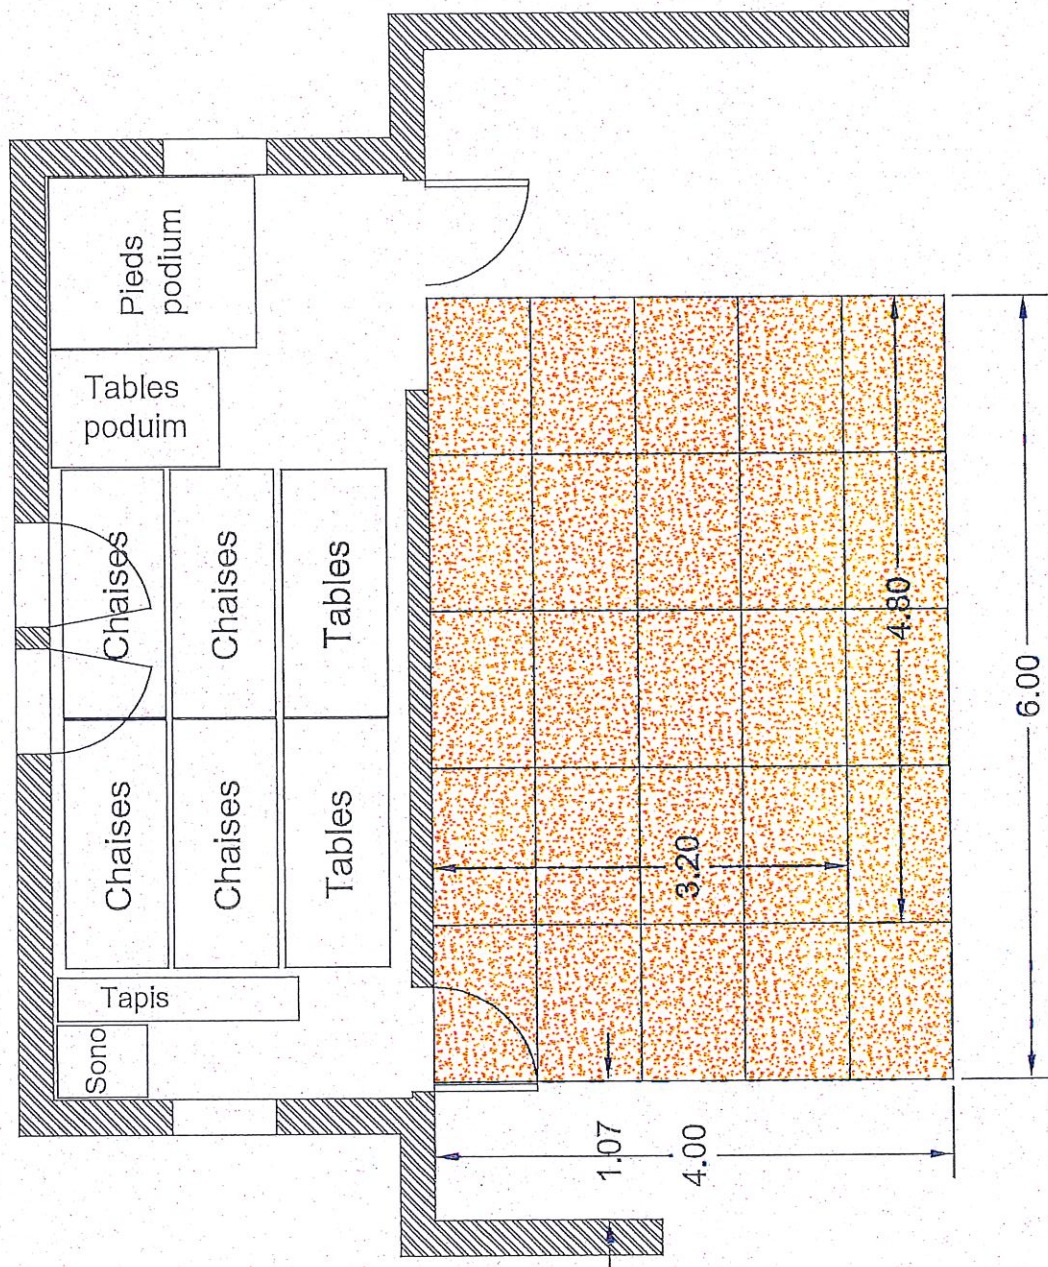 Pieds
podium
Tables
poduim
Chaises
Chaises
Tables
Chaises
Chaises
Tables
Tapis
Sono
4.80
3.20
6.00
1.07
4.00